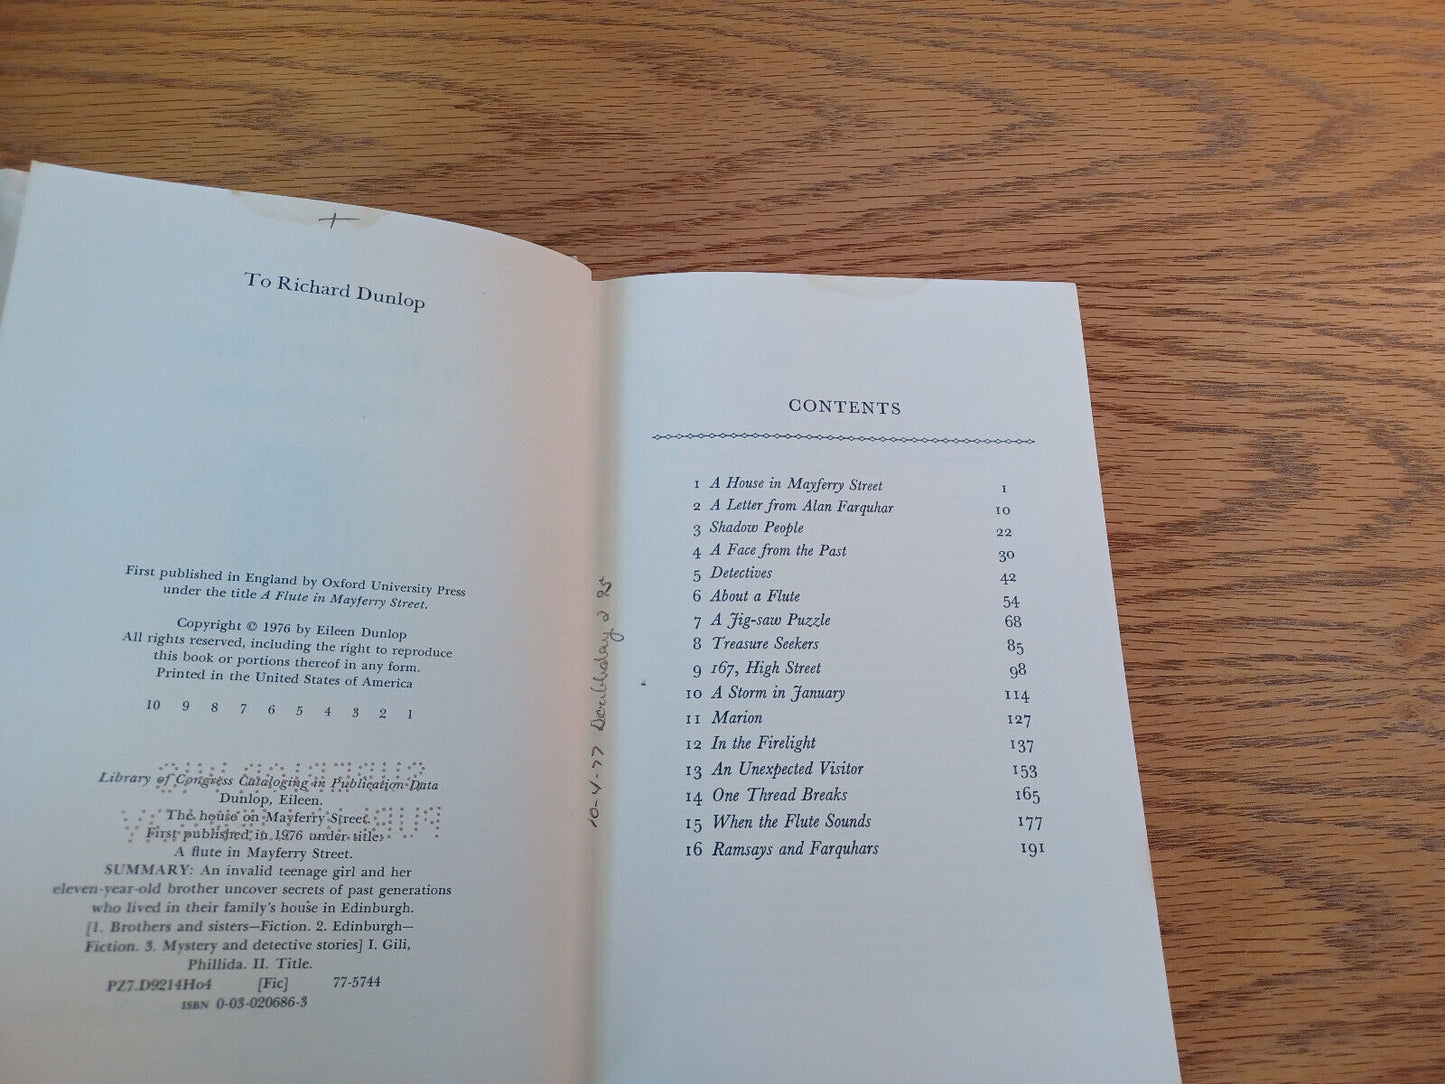 To Richard Dunlop
First published in England by Oxford University Press
under the title A Flute in Mayferry Street.
Copyright © 1976 by Eileen Dunlop
All rights reserved, including the right to reproduce
this book or portions thereof in any form.
Printed in the United States of America
10 9 8 7 6 5 4 3 2 1
Library of Congress Cataloging in Publication Data
Dunlop, Eileen.
The house on Mayferry Street.
First published in 1976 under title:
A flute in Mayferry Street.
SUMMARY: An invalid teenage girl and her
eleven-year-old brother uncover secrets of past generations
who lived in their family's house in Edinburgh.
[1. Brothers and sisters—Fiction. 2. Edinburgh—
Fiction. 3. Mystery and detective stories] I. Gili,
Phillida. II. Title.
PZ7.D9214Ho4 [Fic] 77-5744
ISBN 0-03-020686-3
10-4-77 Doubleday
CONTENTS
1 A House in Mayferry Street 1
2 A Letter from Alan Farquhar 10
3 Shadow People 22
4 A Face from the Past 30
5 Detectives 42
6 About a Flute 54
7 A Jig-saw Puzzle 68
8 Treasure Seekers 85
9 167, High Street 98
10 A Storm in January 114
11 Marion 127
12 In the Firelight 137
13 An Unexpected Visitor 153
14 One Thread Breaks 165
15 When the Flute Sounds 177
16 Ramsays and Farquhars 191